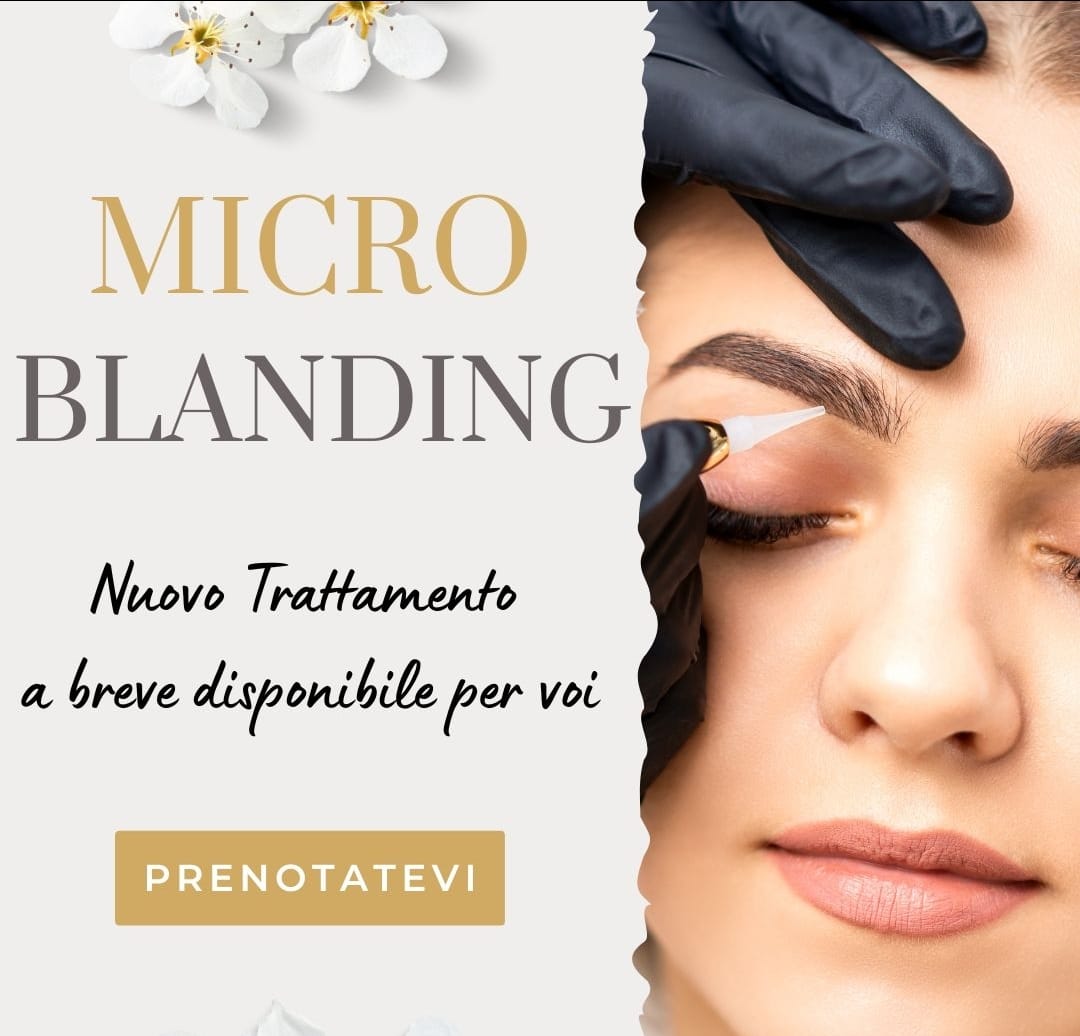 MICRO
BLANDING
Nuovo Trattamento
a breve disponibile per voi
PRENOTATEVI